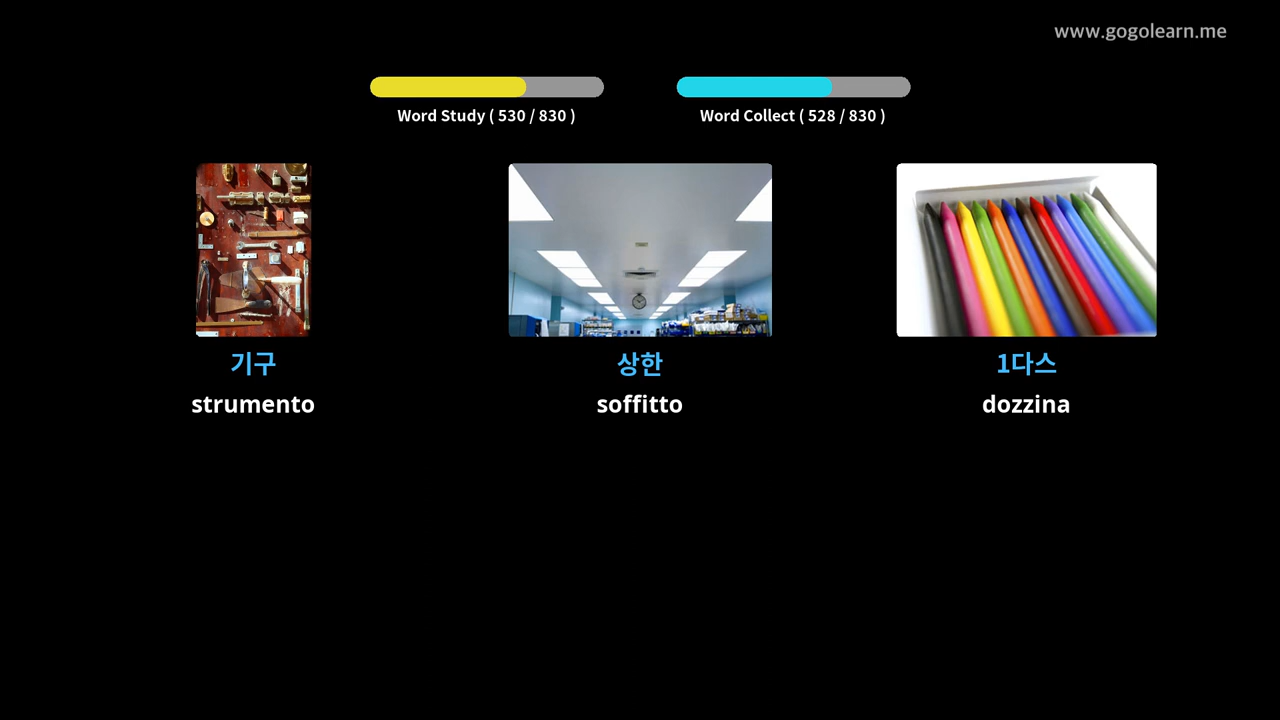 www.gogolearn.me
Word Study ( 530 / 830 )
Word Collect ( 528 / 830 )
기구
strumento
상한
soffitto
1다스
dozzina